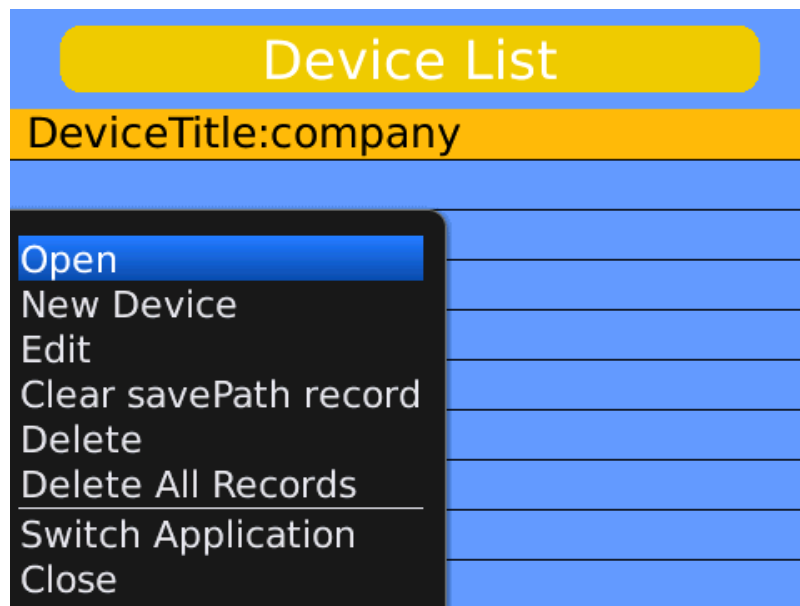 Device List
DeviceTitle:company
Open
New Device
Edit
Clear savePath record
Delete
Delete All Records
Switch Application
Close